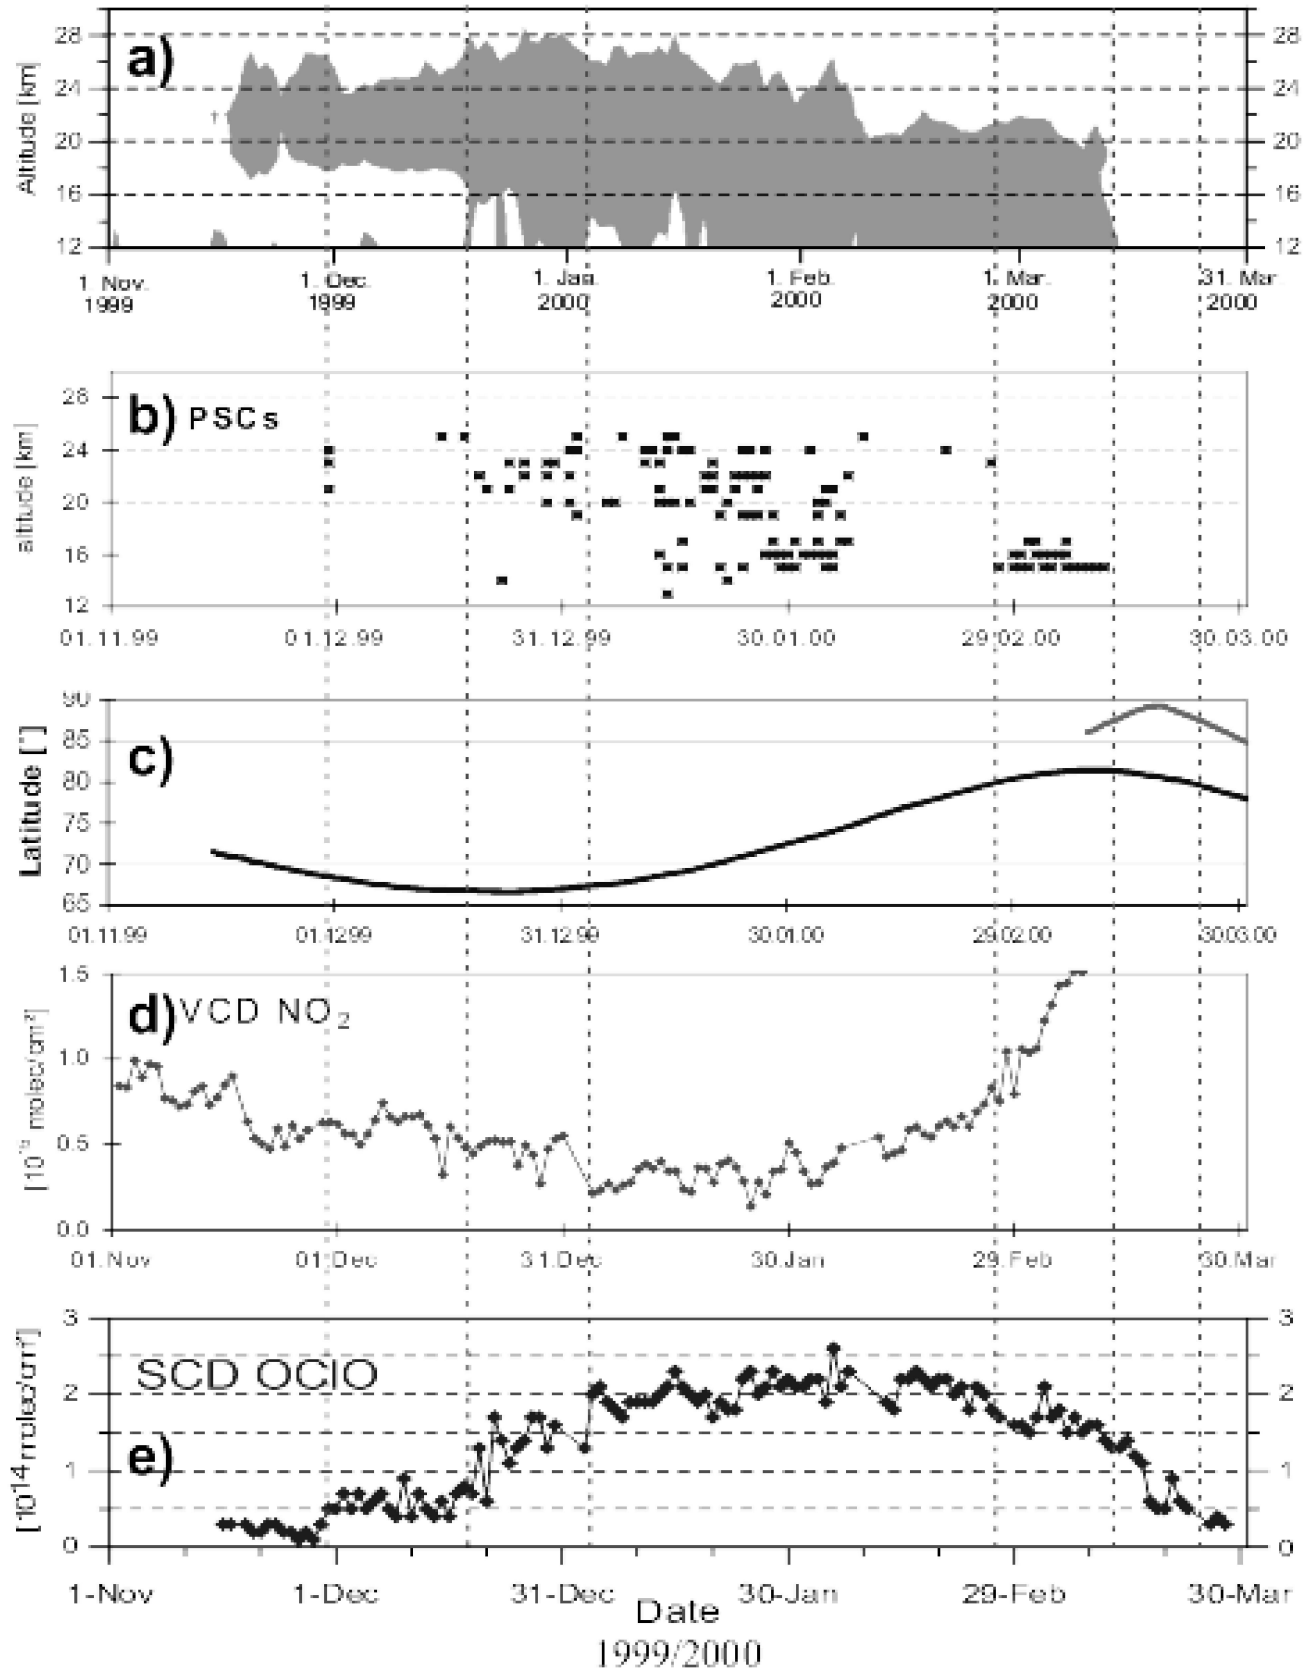 a)
Altitude [km]
28 28
24 24
20 20
16 16
12 12
1. Nov. 1. Dec. 1. Jan. 1. Feb. 1. Mar. 31. Mar.
1999 1999 2000 2000 2000 2000
b) PSCs
altitude [km]
28
24
20
16
12
01.11.99 01.12.99 31.12.99 30.01.00 29.02.00 30.03.00
c)
Latitude [°]
90
85
80
75
70
65
01.11.99 01.12.99 31.12.99 30.01.00 29.02.00 30.03.00
d) VCD NO₂
molec/cm²]
1.5
1.0
0.5
0.0
01.Nov 01.Dec 31.Dec 30.Jan 29.Feb 30.Mar
SCD OClO
e)
[10¹⁴ molec/cm²]
3 3
2 2
1 1
0 0
1-Nov 1-Dec 31-Dec 30-Jan 29-Feb 30-Mar
Date
1999/2000